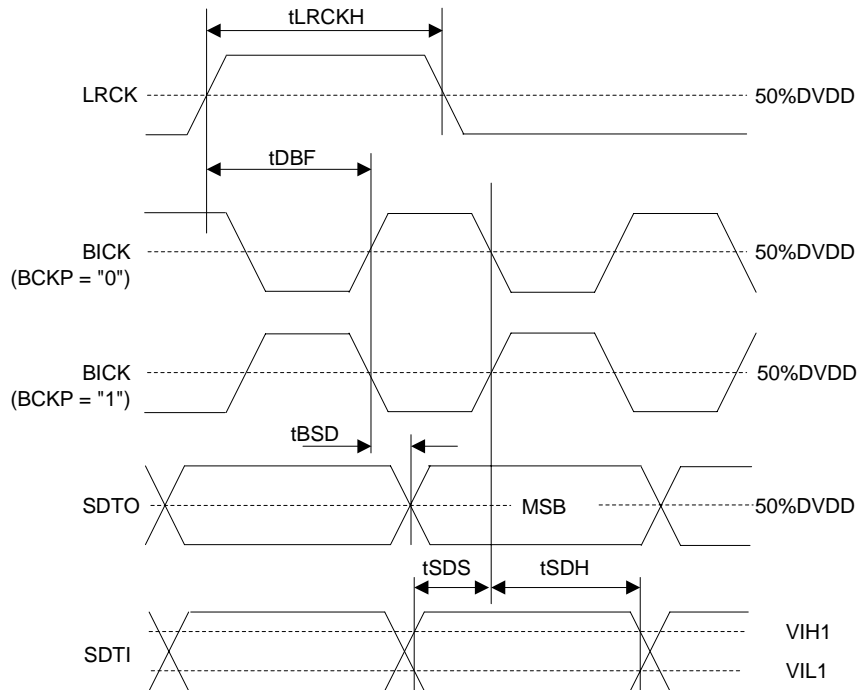 tLRCKH
LRCK
50%DVDD
tDBF
BICK
(BCKP = "0")
50%DVDD
BICK
(BCKP = "1")
50%DVDD
tBSD
SDTO
MSB
50%DVDD
tSDS
tSDH
SDTI
VIH1
VIL1